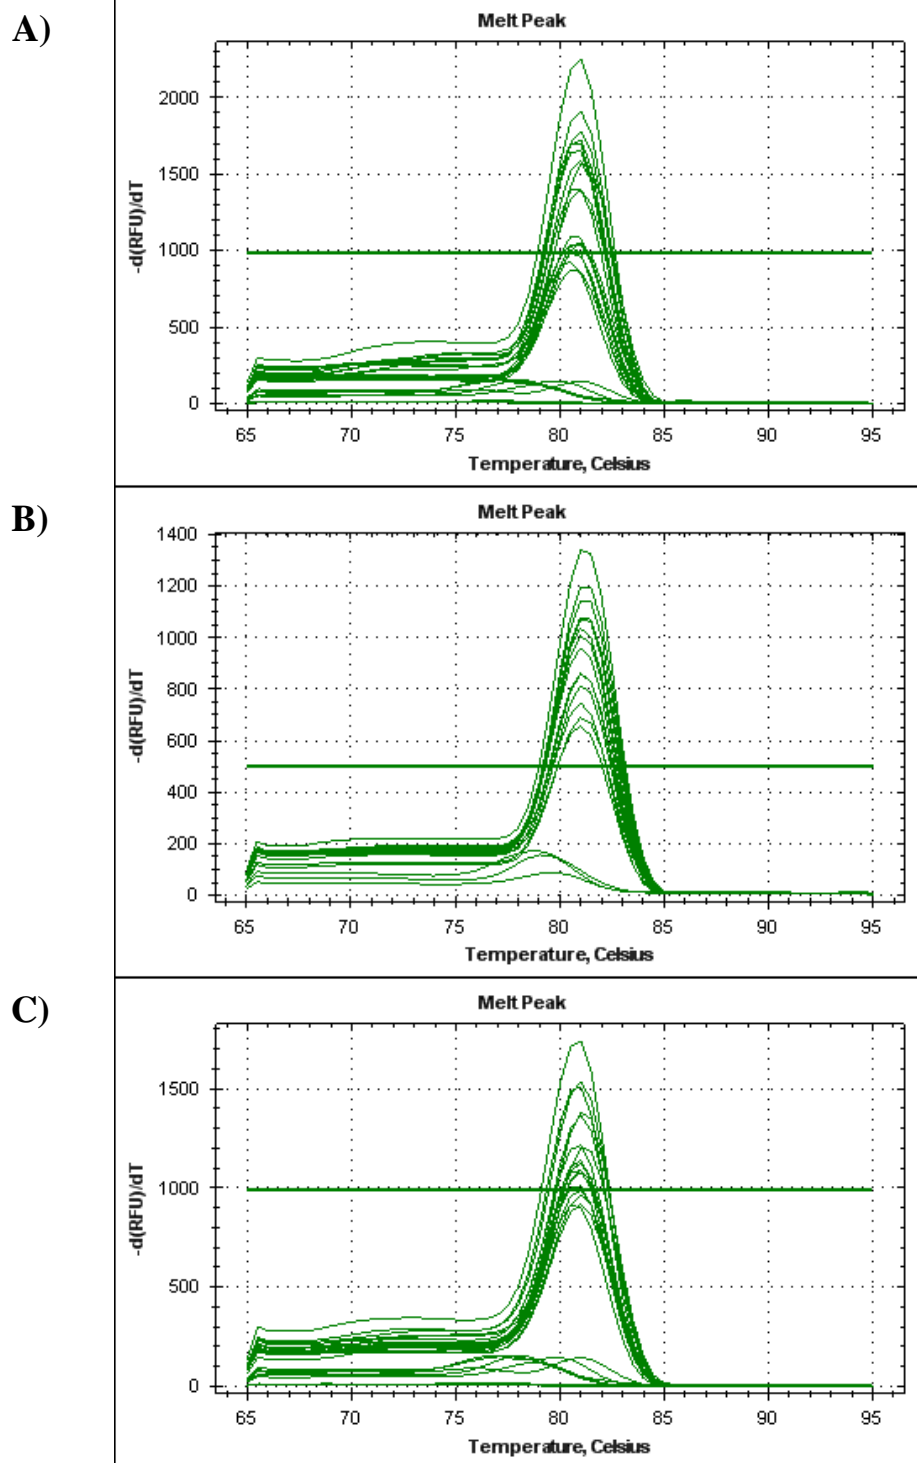 A)
Melt Peak
-d(RFU)/dT
2000
1500
1000
500
0
65 70 75 80 85 90 95
Temperature, Celsius
B)
Melt Peak
-d(RFU)/dT
1400
1200
1000
800
600
400
200
0
65 70 75 80 85 90 95
Temperature, Celsius
C)
Melt Peak
-d(RFU)/dT
1500
1000
500
0
65 70 75 80 85 90 95
Temperature, Celsius